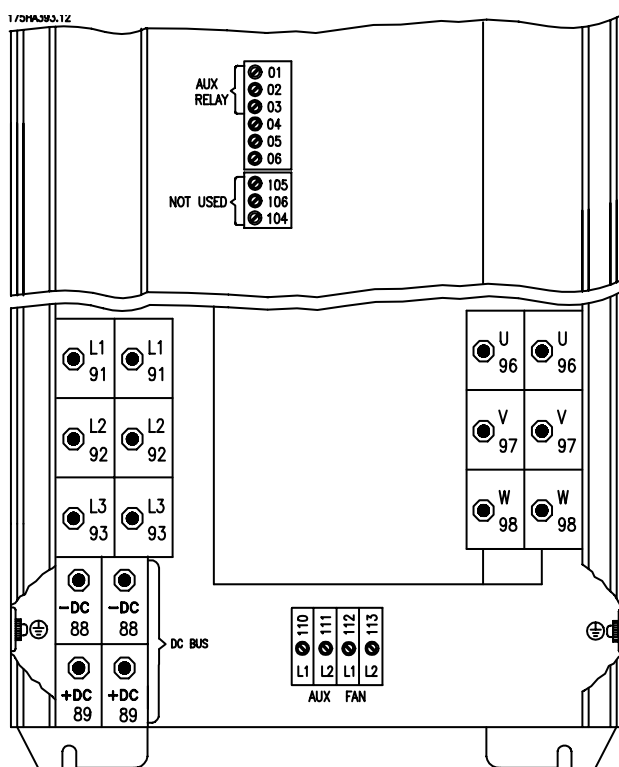 175HA393.12
AUX RELAY
01
02
03
04
05
06
NOT USED
105
106
104
L1 91 L1 91
L2 92 L2 92
L3 93 L3 93
U 96 U 96
V 97 V 97
W 98 W 98
-DC 88 -DC 88
+DC 89 +DC 89
DC BUS
110 111 112 113
L1 L2 L1 L2
AUX FAN